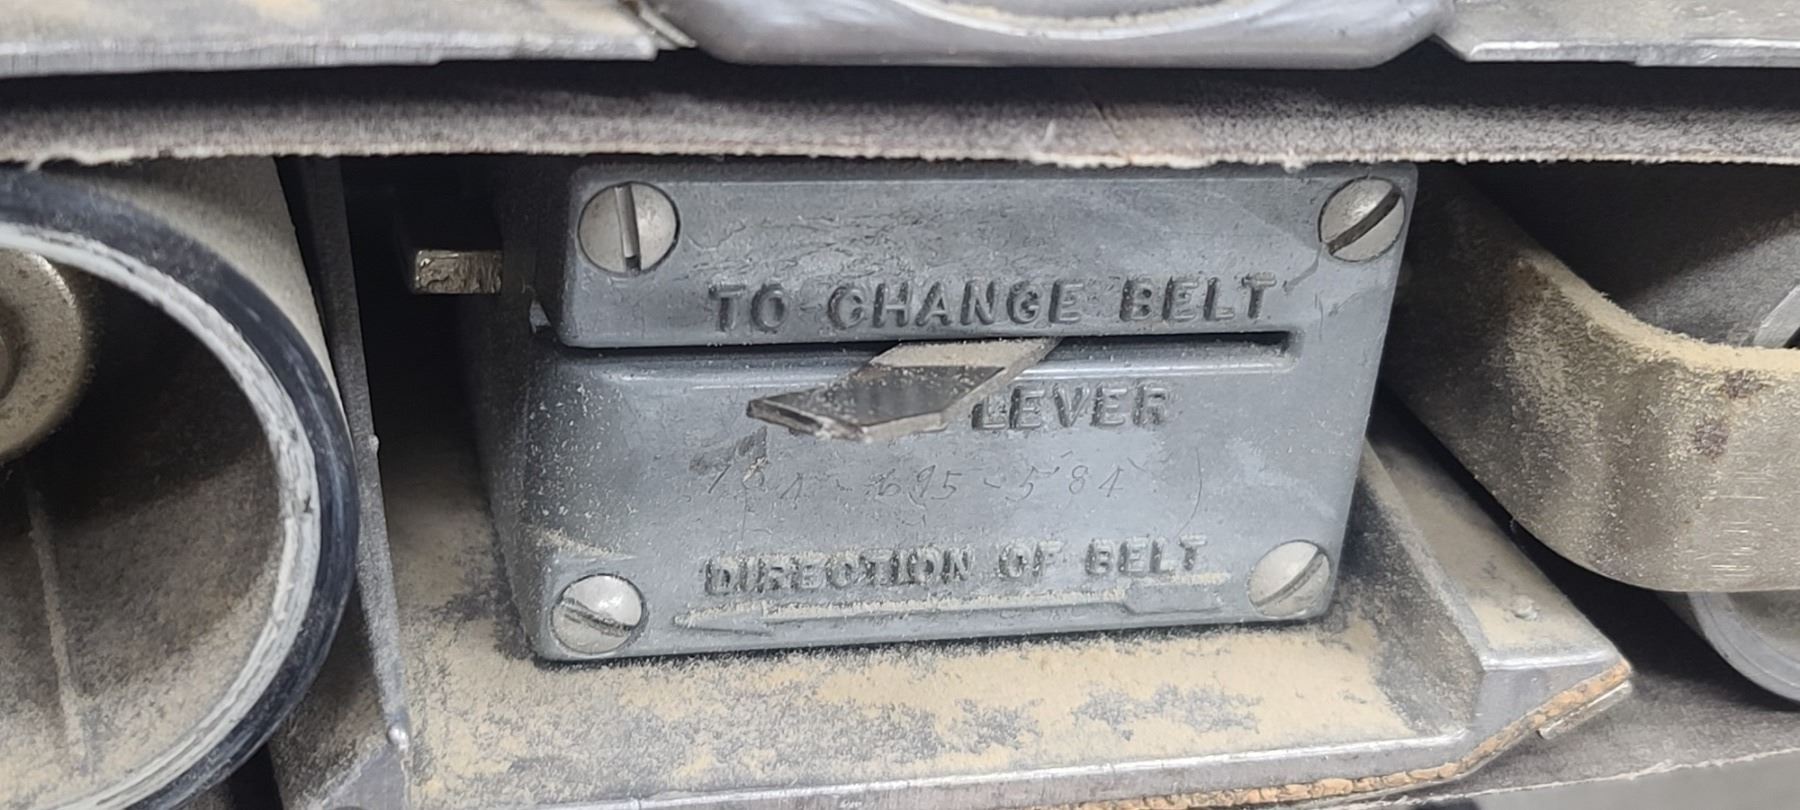 TO CHANGE BELT
LEVER
DIRECTION OF BELT